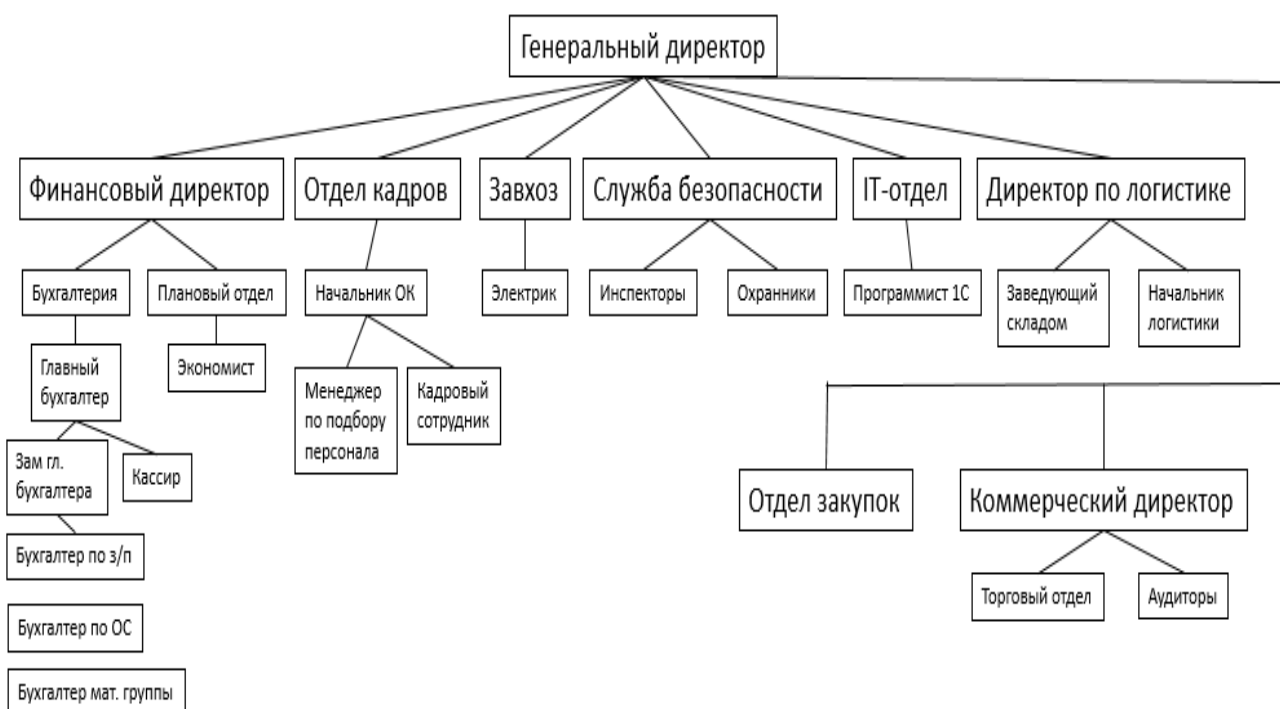 Генеральный директор
Финансовый директор
Отдел кадров
Завхоз
Служба безопасности
IT-отдел
Директор по логистике
Бухгалтерия
Плановый отдел
Начальник ОК
Электрик
Инспекторы
Охранники
Программист 1С
Заведующий
складом
Начальник
логистики
Главный
бухгалтер
Экономист
Менеджер
по подбору
персонала
Кадровый
сотрудник
Зам гл.
бухгалтера
Кассир
Отдел закупок
Коммерческий директор
Бухгалтер по з/п
Торговый отдел
Аудиторы
Бухгалтер по ОС
Бухгалтер мат. группы